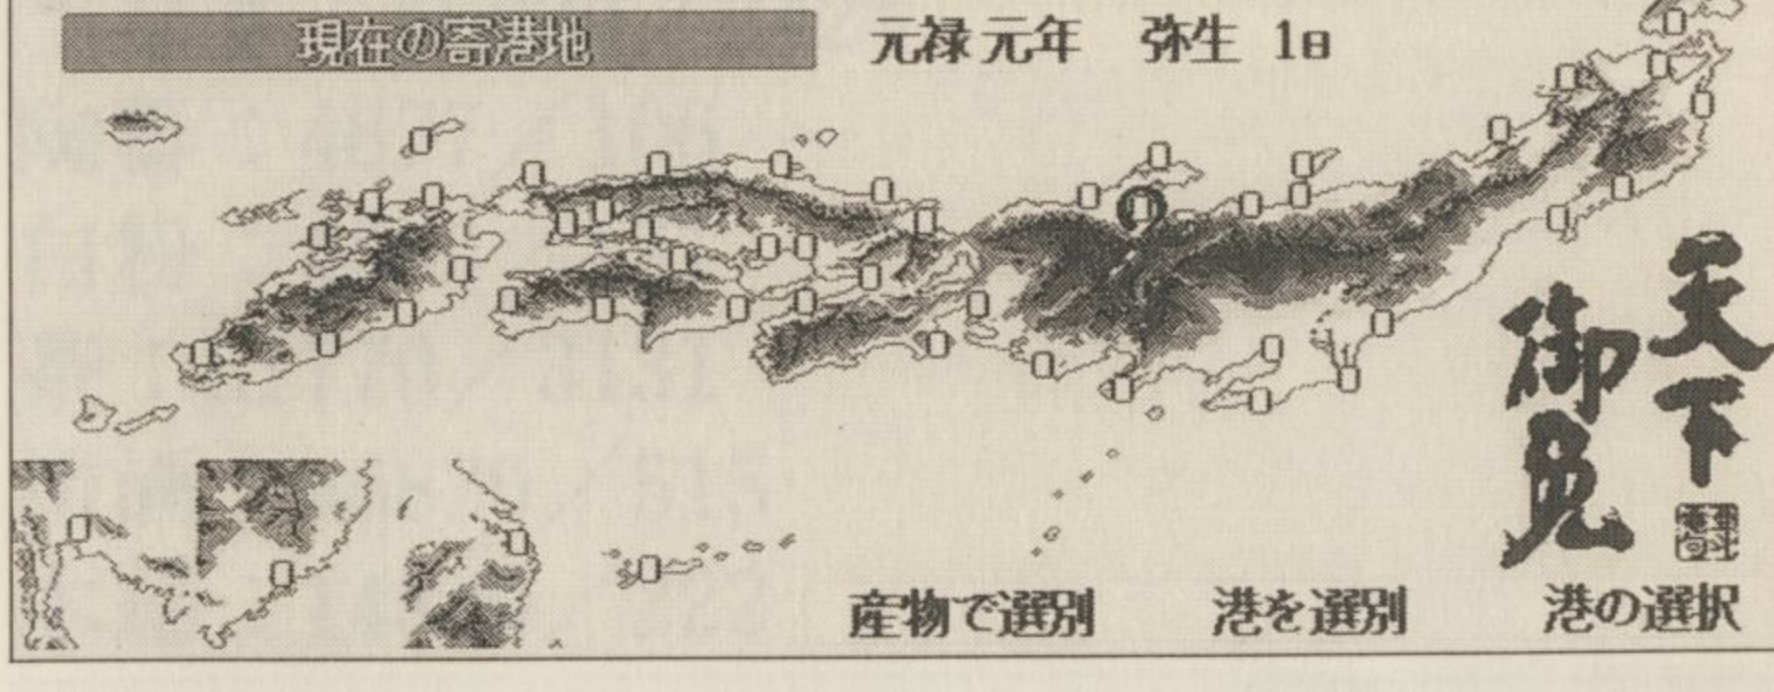 現在の寄港地
元禄元年 弥生 1日
天下
御免
産物で選別 港を選別 港の選択